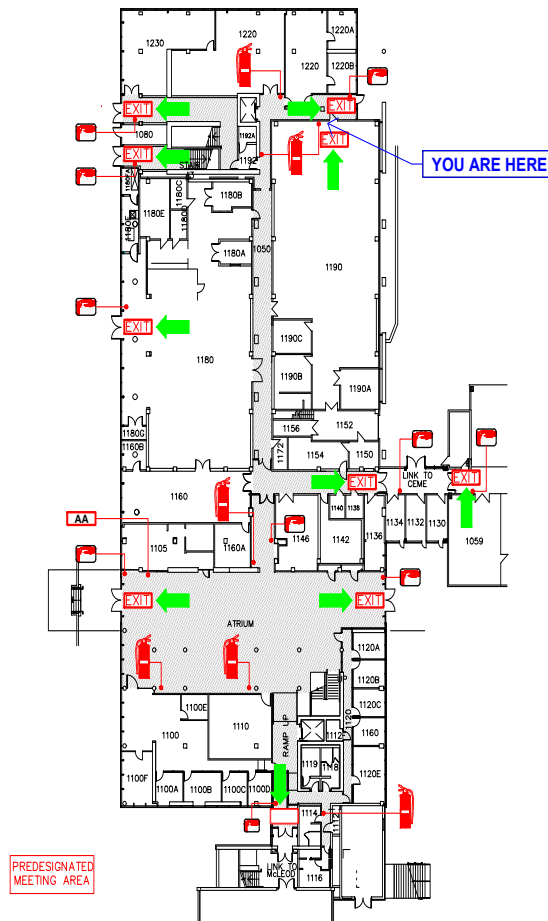 1230
1220
1220
1220A
1220B
EXIT
EXIT
1080
EXIT
STAIR
1192A
1192
EXIT
YOU ARE HERE
1180FA
1180F
1180E
1180C
1180D
1180B
1180A
1050
1190
1180
EXIT
1190C
1190B
1190A
1180G
1160B
1156
1152
1172
1154
1150
LINK TO
CEME
EXIT
EXIT
1160
AA
1105
1160A
1146
1140
1138
1142
1136
1134
1132
1130
1059
EXIT
EXIT
ATRIUM
1120A
1120B
1120C
1160
1120E
1120
1100E
1100
1110
RAMP UP
1112
1119
1118
1100F
1100A
1100B
1100C
1100D
1114
1116
LINK TO
McLEOD
PREDESIGNATED
MEETING AREA